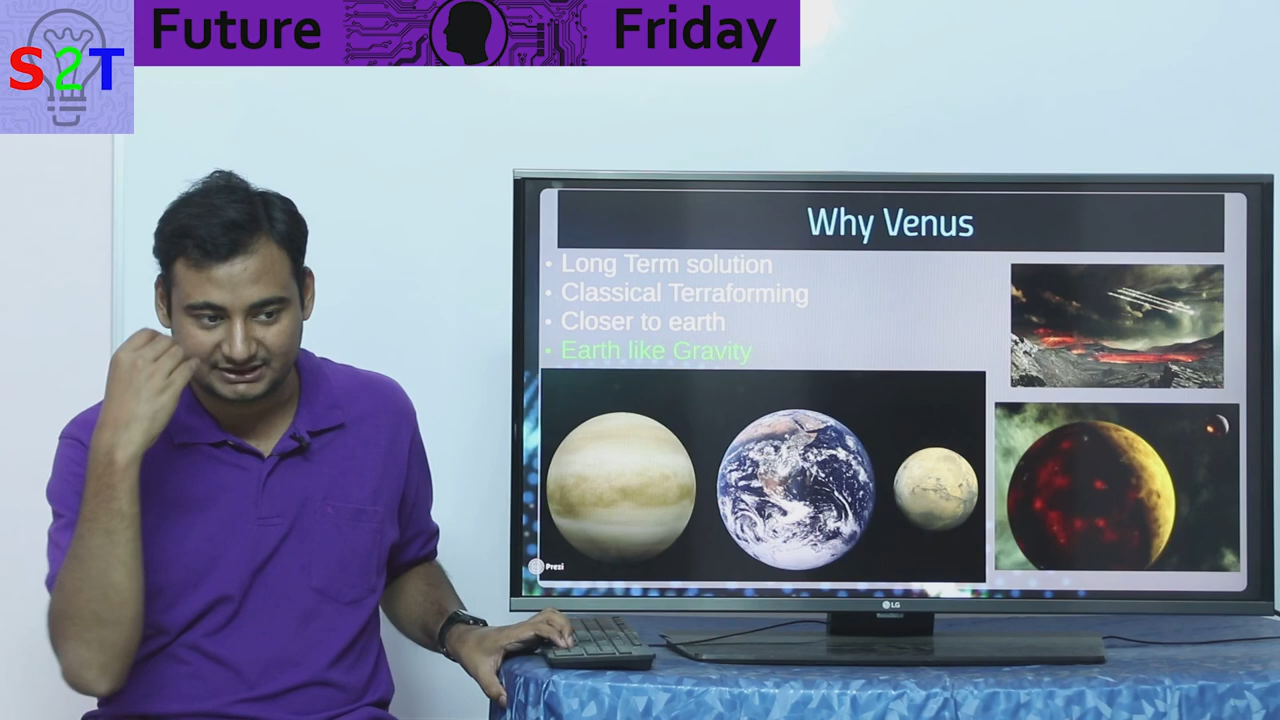 Future Friday
S2T
Why Venus
• Long Term solution
• Classical Terraforming
• Closer to earth
• Earth like Gravity
Prezi
LG